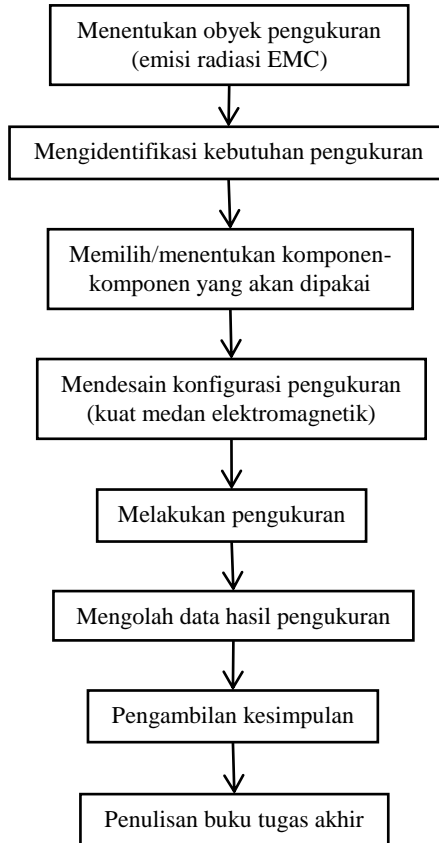 Menentukan obyek pengukuran
(emisi radiasi EMC)
Mengidentifikasi kebutuhan pengukuran
Memilih/menentukan komponen-
komponen yang akan dipakai
Mendesain konfigurasi pengukuran
(kuat medan elektromagnetik)
Melakukan pengukuran
Mengolah data hasil pengukuran
Pengambilan kesimpulan
Penulisan buku tugas akhir